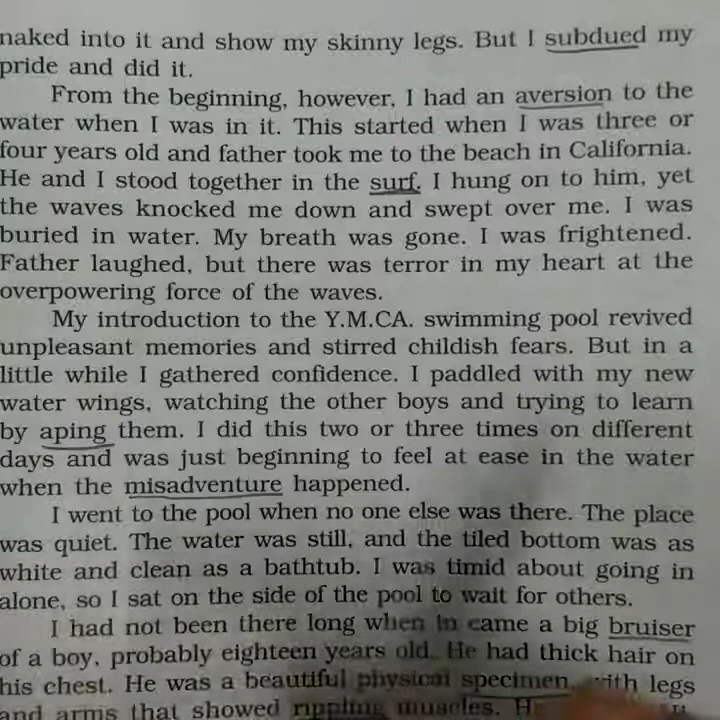 naked into it and show my skinny legs. But I subdued my
pride and did it.
From the beginning, however, I had an aversion to the
water when I was in it. This started when I was three or
four years old and father took me to the beach in California.
He and I stood together in the surf. I hung on to him, yet
the waves knocked me down and swept over me. I was
buried in water. My breath was gone. I was frightened.
Father laughed, but there was terror in my heart at the
overpowering force of the waves.
My introduction to the Y.M.CA. swimming pool revived
unpleasant memories and stirred childish fears. But in a
little while I gathered confidence. I paddled with my new
water wings, watching the other boys and trying to learn
by aping them. I did this two or three times on different
days and was just beginning to feel at ease in the water
when the misadventure happened.
I went to the pool when no one else was there. The place
was quiet. The water was still, and the tiled bottom was as
white and clean as a bathtub. I was timid about going in
alone, so I sat on the side of the pool to wait for others.
I had not been there long when in came a big bruiser
of a boy, probably eighteen years old. He had thick hair on
his chest. He was a beautiful physical specimen, with legs
and arms that showed rippling muscles.